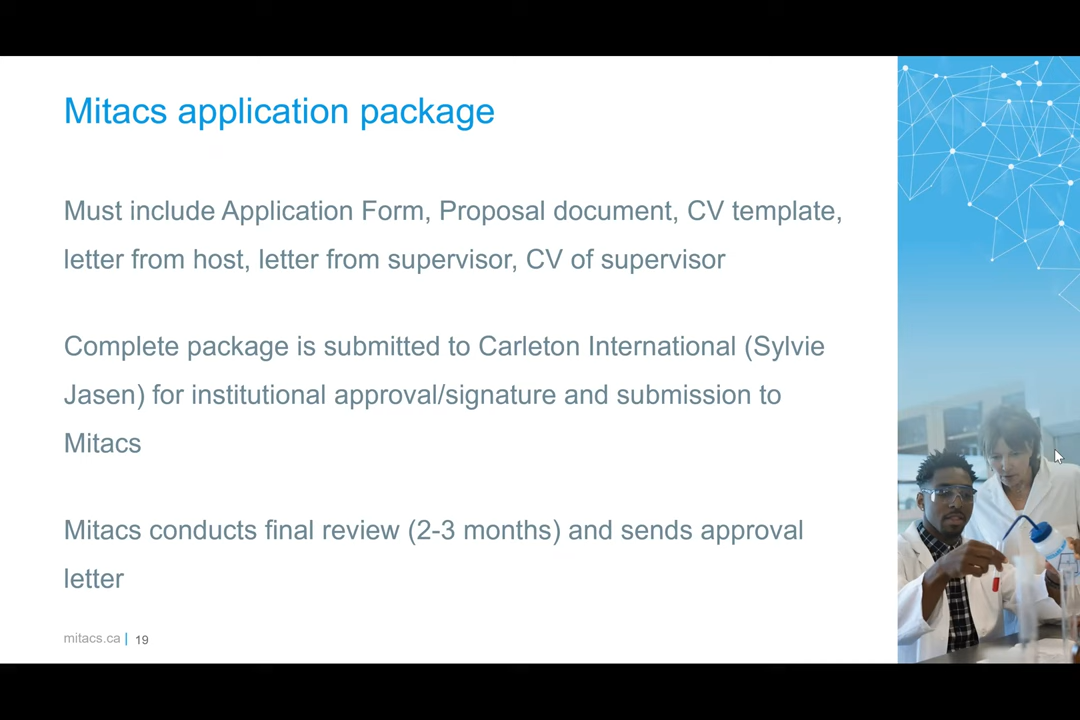 Mitacs application package
Must include Application Form, Proposal document, CV template,
letter from host, letter from supervisor, CV of supervisor
Complete package is submitted to Carleton International (Sylvie
Jasen) for institutional approval/signature and submission to
Mitacs
Mitacs conducts final review (2-3 months) and sends approval
letter
mitacs.ca | 19